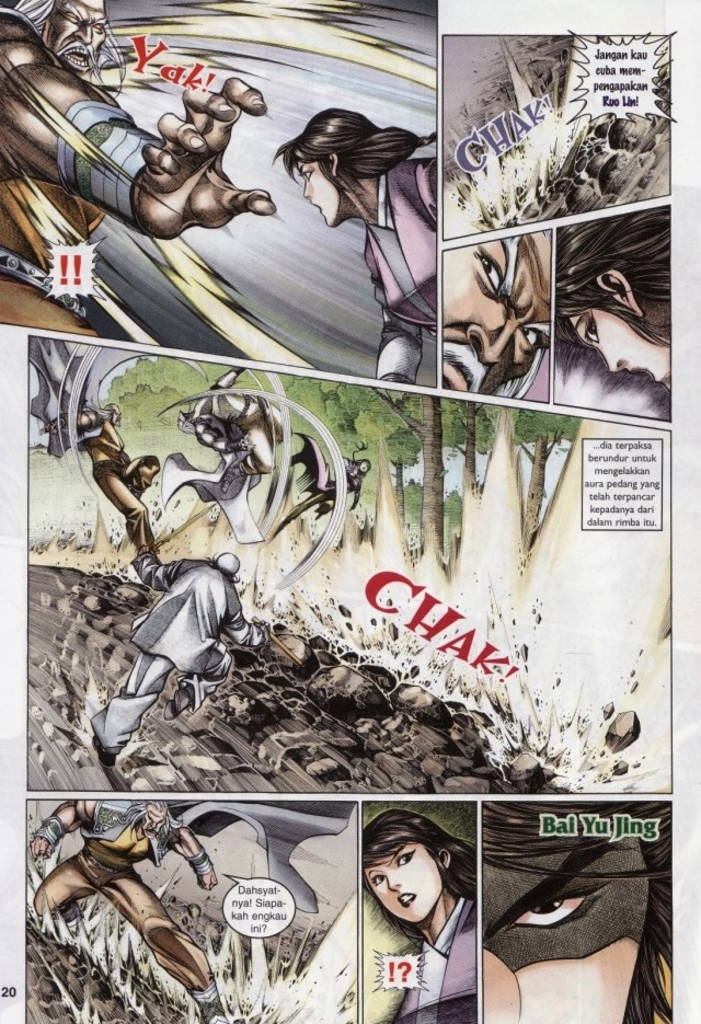 Yak!
!!
CHAK!
Jangan kau
cuba mem-
pengapakan
Ruo Lin!
...dia terpaksa
berundur untuk
mengelakkan
aura pedang yang
telah terpancar
kepadanya dari
dalam rimba itu.
CHAK!
Dahsyat-
nya! Siapa-
kah engkau
ini?
!?
Bai Yu Jing
20